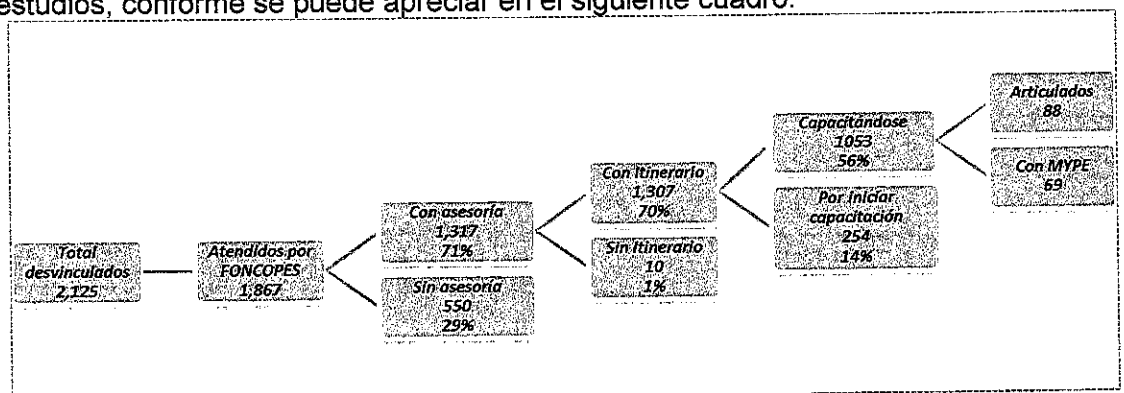 estudios, conforme se puede apreciar en el siguiente cuadro:
Total
desvinculados
2,125
Atendidos por
FONCOPES
1,867
Con asesoría
1,317
71%
Sin asesoría
550
29%
Con Itinerario
1,307
70%
Sin Itinerario
10
1%
Capacitándose
1053
56%
Por iniciar
capacitación
254
14%
Articulados
88
Con MYPE
69